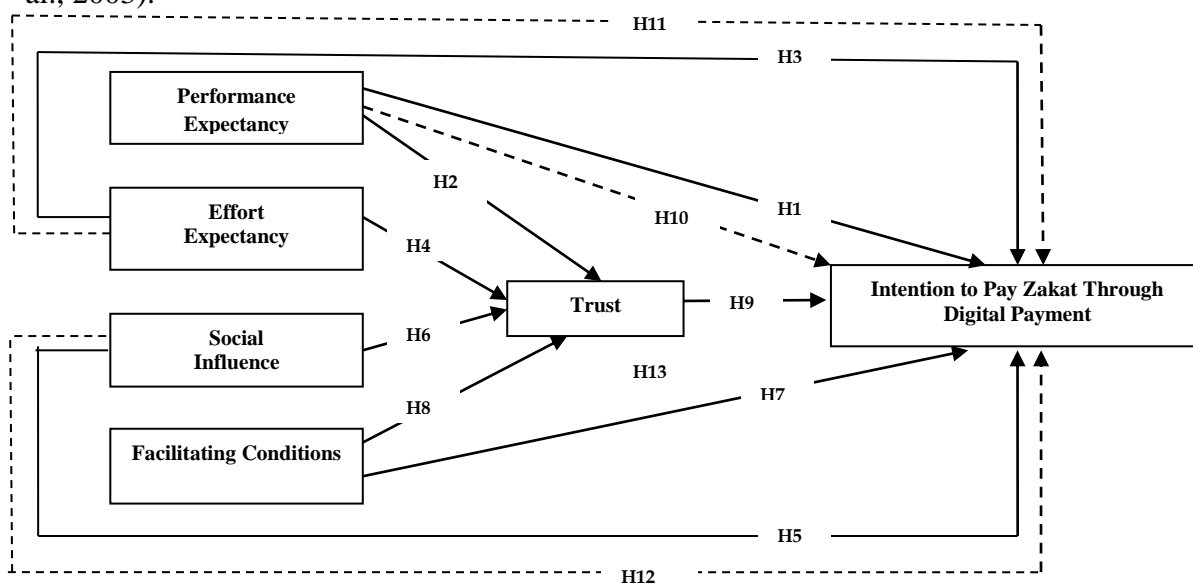 al., 2003).
H11
H3
Performance
Expectancy
H2
H1
H10
Effort
Expectancy
H4
Intention to Pay Zakat Through
Digital Payment
Trust
H9
Social
Influence
H6
H13
H7
H8
Facilitating Conditions
H5
H12